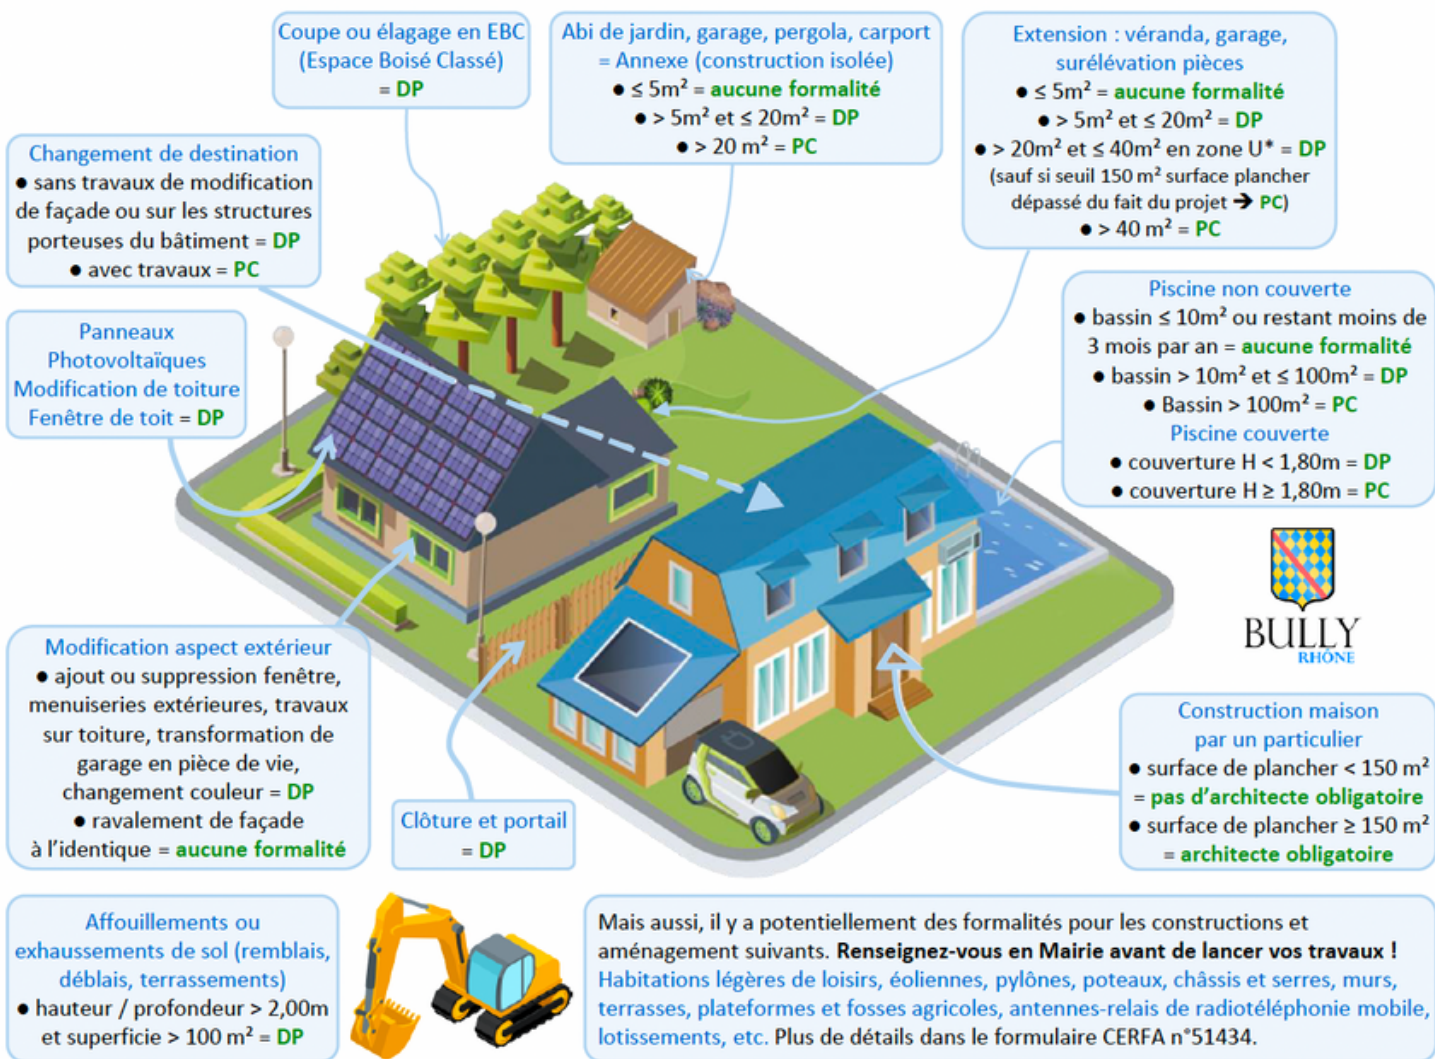 Coupe ou élagage en EBC
(Espace Boisé Classé)
= DP
Abi de jardin, garage, pergola, carport
= Annexe (construction isolée)
● ≤ 5m² = aucune formalité
● > 5m² et ≤ 20m² = DP
● > 20 m² = PC
Extension : véranda, garage,
surélévation pièces
● ≤ 5m² = aucune formalité
● > 5m² et ≤ 20m² = DP
● > 20m² et ≤ 40m² en zone U* = DP
(sauf si seuil 150 m² surface plancher
dépassé du fait du projet ➔ PC)
● > 40 m² = PC
Changement de destination
● sans travaux de modification
de façade ou sur les structures
porteuses du bâtiment = DP
● avec travaux = PC
Panneaux
Photovoltaïques
Modification de toiture
Fenêtre de toit = DP
Piscine non couverte
● bassin ≤ 10m² ou restant moins de
3 mois par an = aucune formalité
● bassin > 10m² et ≤ 100m² = DP
● Bassin > 100m² = PC
Piscine couverte
● couverture H < 1,80m = DP
● couverture H ≥ 1,80m = PC
BULLY
RHÔNE
Modification aspect extérieur
● ajout ou suppression fenêtre,
menuiseries extérieures, travaux
sur toiture, transformation de
garage en pièce de vie,
changement couleur = DP
● ravalement de façade
à l'identique = aucune formalité
Clôture et portail
= DP
Construction maison
par un particulier
● surface de plancher < 150 m²
= pas d'architecte obligatoire
● surface de plancher ≥ 150 m²
= architecte obligatoire
Affouillements ou
exhaussements de sol (remblais,
déblais, terrassements)
● hauteur / profondeur > 2,00m
et superficie > 100 m² = DP
Mais aussi, il y a potentiellement des formalités pour les constructions et
aménagement suivants. Renseignez-vous en Mairie avant de lancer vos travaux !
Habitations légères de loisirs, éoliennes, pylônes, poteaux, châssis et serres, murs,
terrasses, plateformes et fosses agricoles, antennes-relais de radiotéléphonie mobile,
lotissements, etc. Plus de détails dans le formulaire CERFA n°51434.